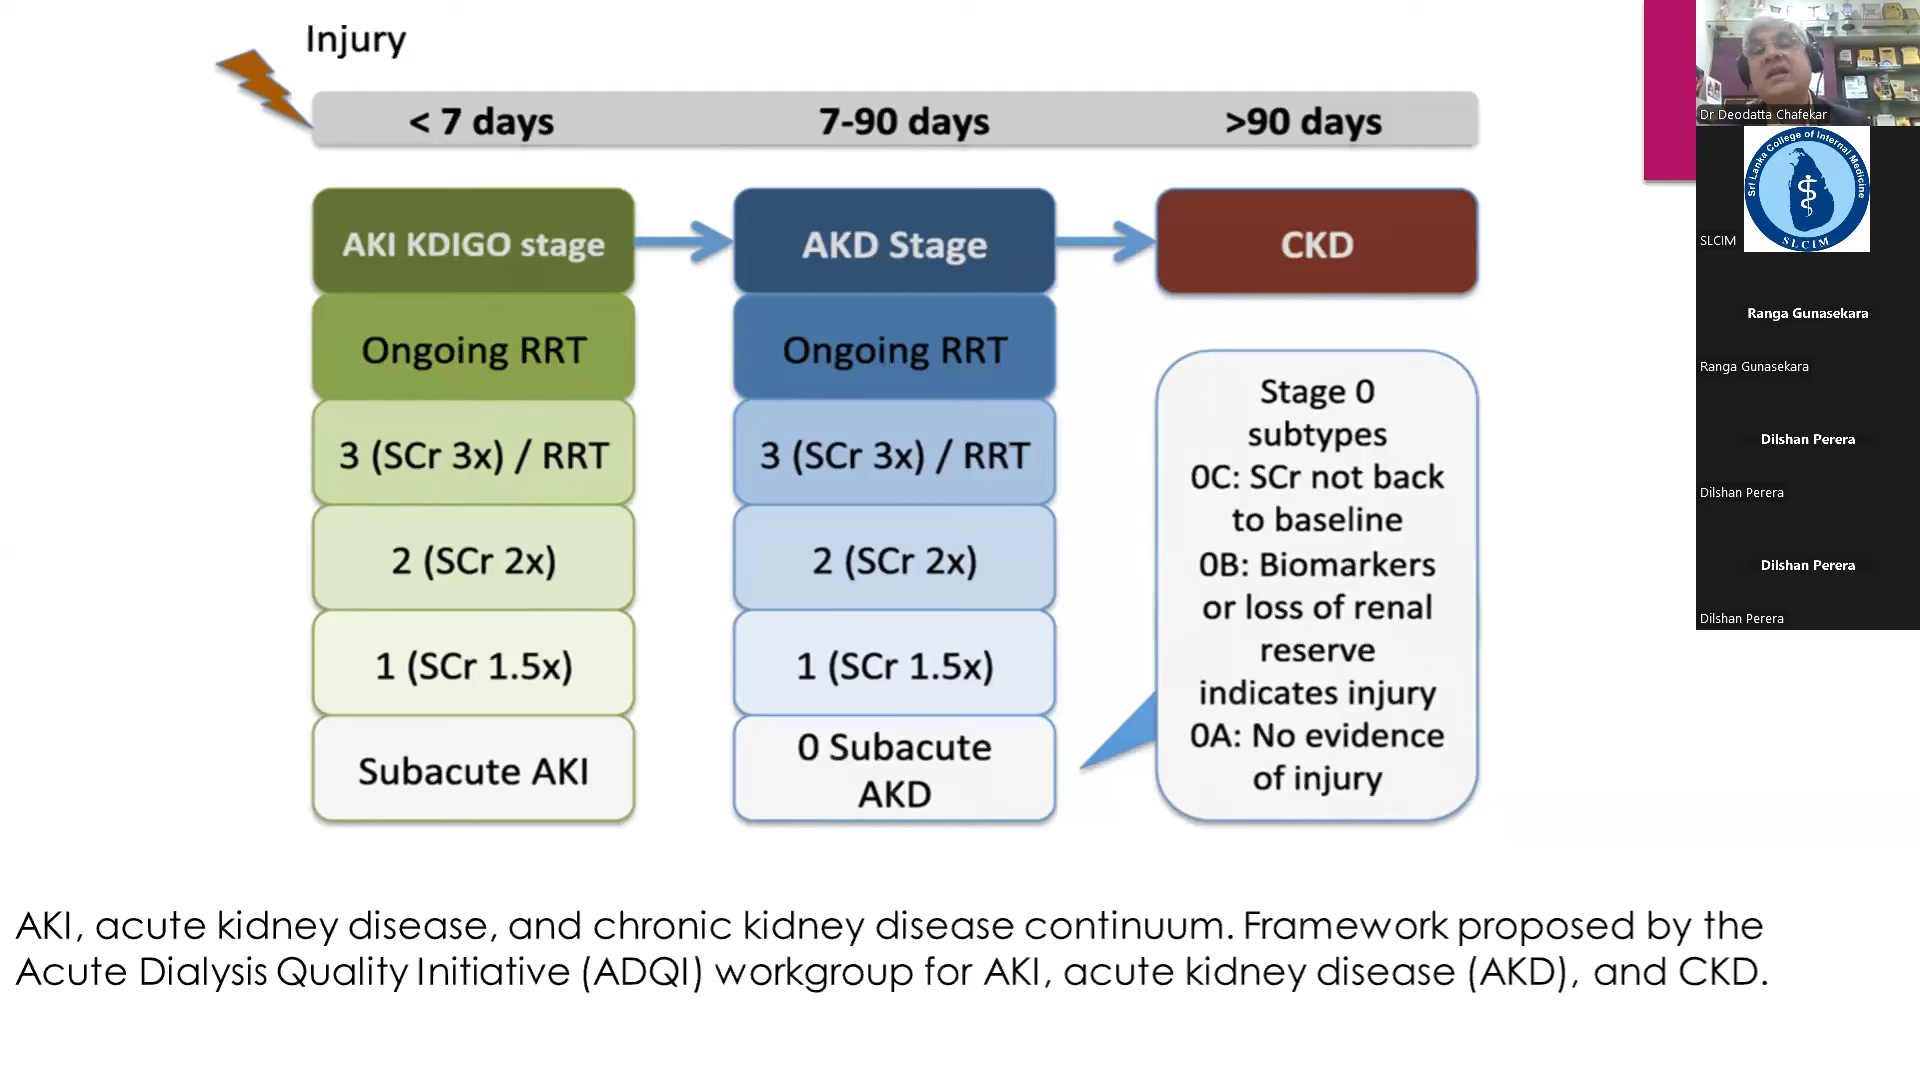 Injury
< 7 days
7-90 days
>90 days
AKI KDIGO stage
AKD Stage
CKD
Ongoing RRT
Ongoing RRT
3 (SCr 3x) / RRT
3 (SCr 3x) / RRT
2 (SCr 2x)
2 (SCr 2x)
1 (SCr 1.5x)
1 (SCr 1.5x)
Subacute AKI
0 Subacute
AKD
Stage 0
subtypes
0C: SCr not back
to baseline
0B: Biomarkers
or loss of renal
reserve
indicates injury
0A: No evidence
of injury
AKI, acute kidney disease, and chronic kidney disease continuum. Framework proposed by the
Acute Dialysis Quality Initiative (ADQI) workgroup for AKI, acute kidney disease (AKD), and CKD.
Dr Deodatta Chafekar
Sri Lanka College of Internal Medicine
SLCIM
SLCIM
Ranga Gunasekara
Ranga Gunasekara
Dilshan Perera
Dilshan Perera
Dilshan Perera
Dilshan Perera